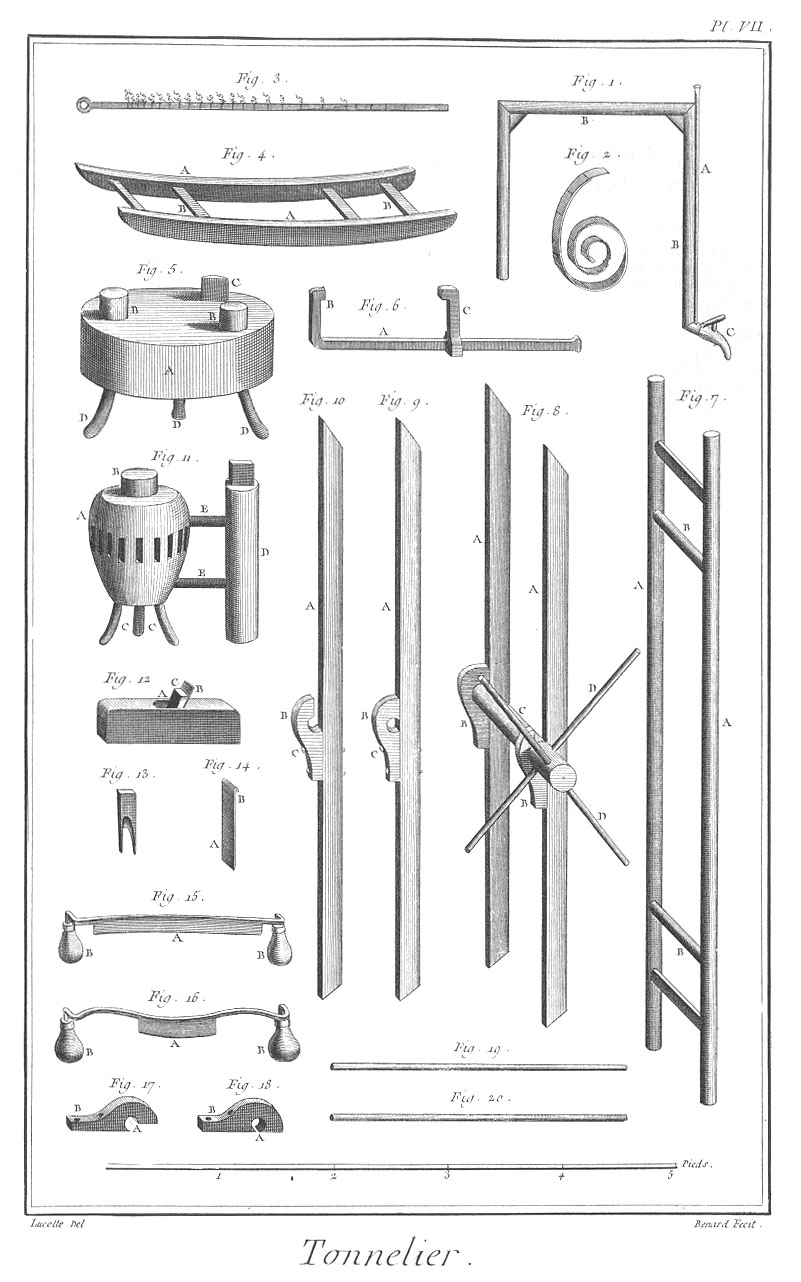 Pl. VII.
Fig. 3.
Fig. 1.
B
A
B
C
Fig. 2.
Fig. 4.
A
B
A
B
Fig. 5.
C
B
B
A
D
D
D
Fig. 6.
B
A
C
Fig. 10
A
B
C
Fig. 9.
A
B
C
Fig. 8.
A
A
D
C
B
B
D
Fig. 7.
B
A
A
B
Fig. 11.
B
A
E
D
E
C
C
Fig. 12
C
A
B
Fig. 13.
Fig. 14.
B
A
Fig. 15.
A
B
B
Fig. 16.
A
B
B
Fig. 17.
B
A
Fig. 18.
B
A
Fig. 19.
Fig. 20.
1 2 3 4 5 Pieds.
Lucotte Del
Benard Fecit.
Tonnelier.